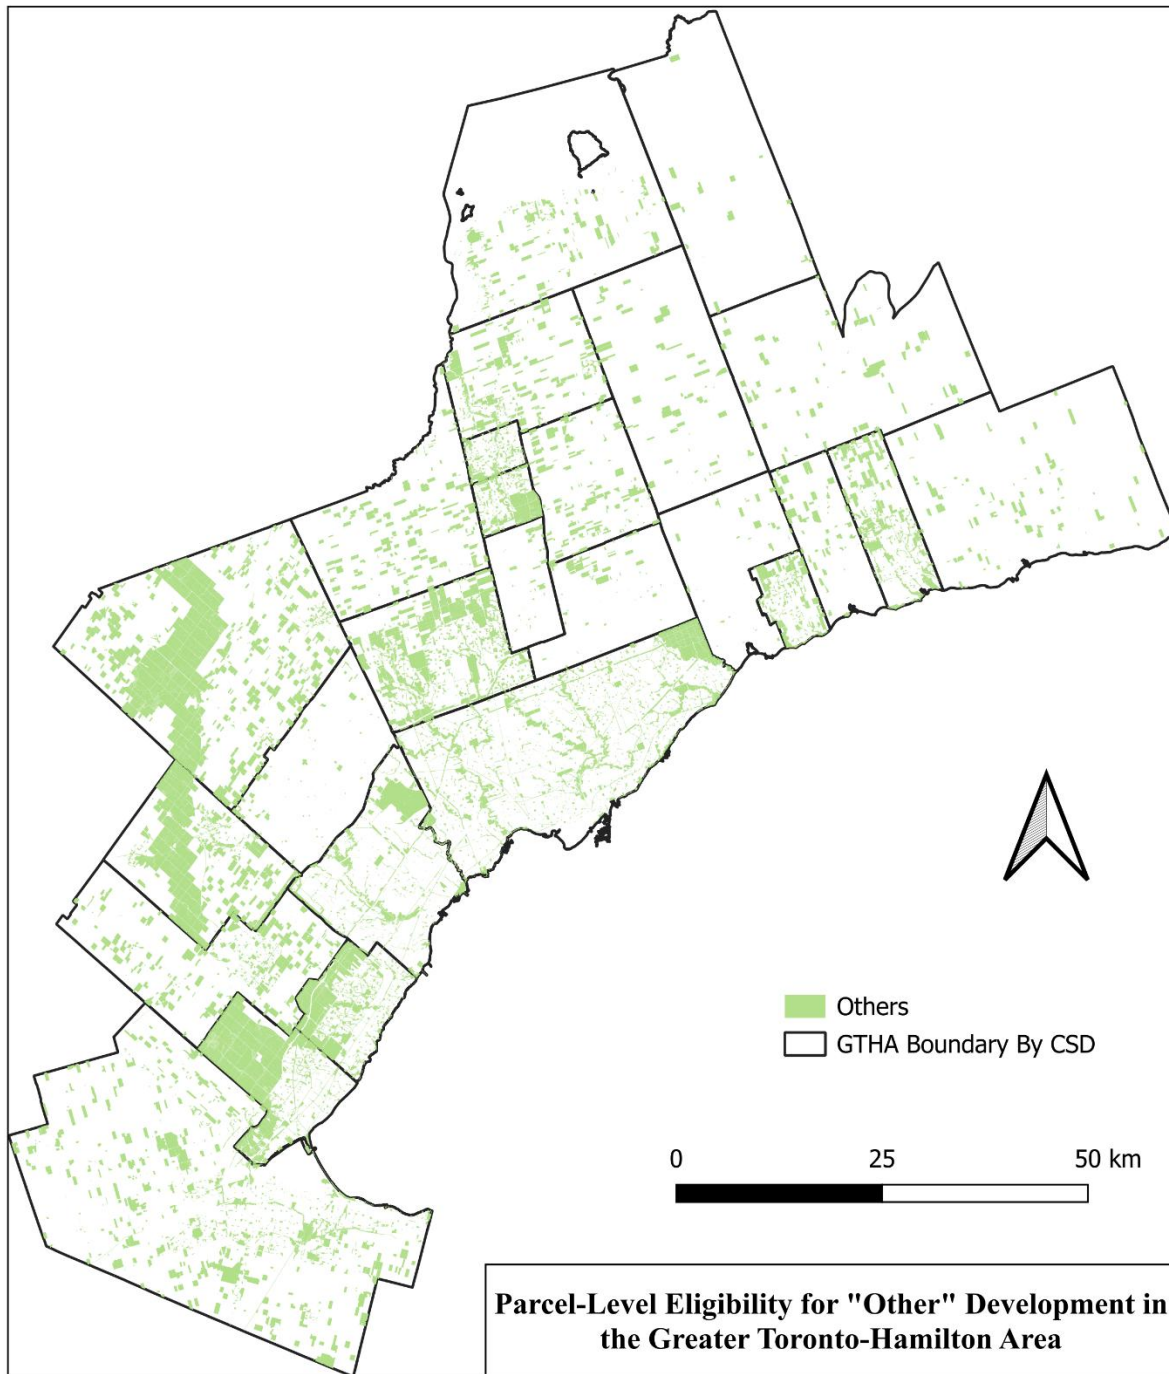 Others
GTHA Boundary By CSD
0 25 50 km
Parcel-Level Eligibility for "Other" Development in
the Greater Toronto-Hamilton Area